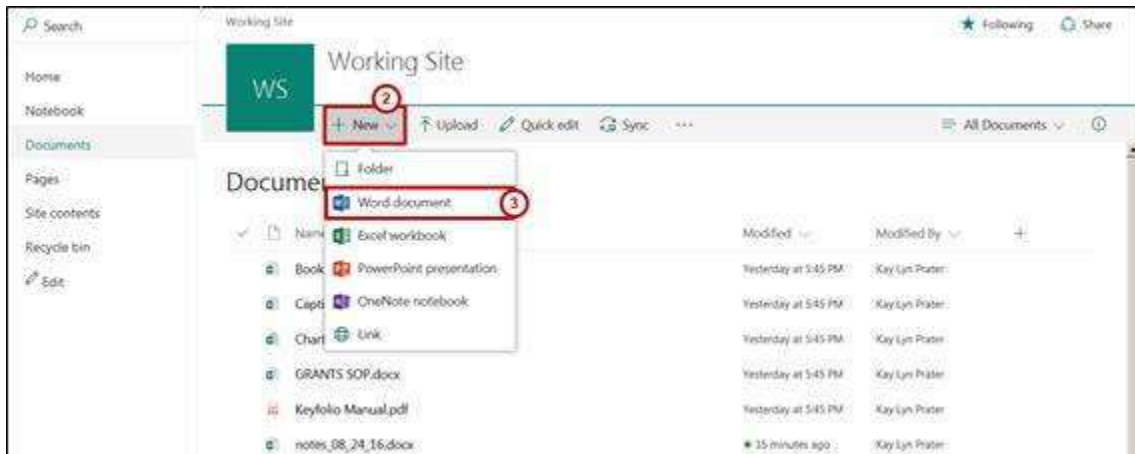 Search
Home
Notebook
Documents
Pages
Site contents
Recycle bin
Edit
Working Site
Following
Share
WS
Working Site
2
+ New
Upload
Quick edit
Sync
...
All Documents
Docume
Folder
Word document
3
Excel workbook
PowerPoint presentation
OneNote notebook
Link
Name
Modified
Modified By
+
Book
Yesterday at 5:45 PM
Kay Lyn Prater
Capti
Yesterday at 5:45 PM
Kay Lyn Prater
Chart
Yesterday at 5:45 PM
Kay Lyn Prater
GRANTS SOP.docx
Yesterday at 5:45 PM
Kay Lyn Prater
Keyfolio Manual.pdf
Yesterday at 5:45 PM
Kay Lyn Prater
notes_08_24_16.docx
35 minutes ago
Kay Lyn Prater